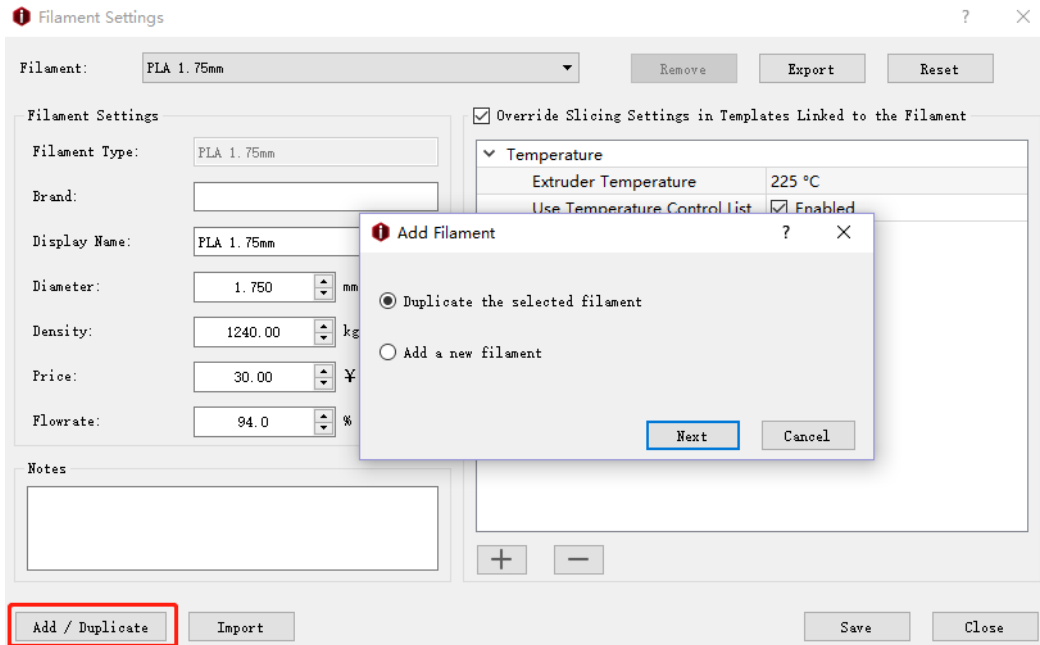 Filament Settings
Filament:
PLA 1.75mm
Remove
Export
Reset
Filament Settings
Filament Type:
PLA 1.75mm
Brand:
Display Name:
PLA 1.75mm
Diameter:
1.750
mm
Density:
1240.00
kg
Price:
30.00
¥
Flowrate:
94.0
%
Notes
Override Slicing Settings in Templates Linked to the Filament
Temperature
Extruder Temperature
225 °C
Use Temperature Control List
Enabled
Add Filament
?
Duplicate the selected filament
Add a new filament
Next
Cancel
Add / Duplicate
Import
Save
Close